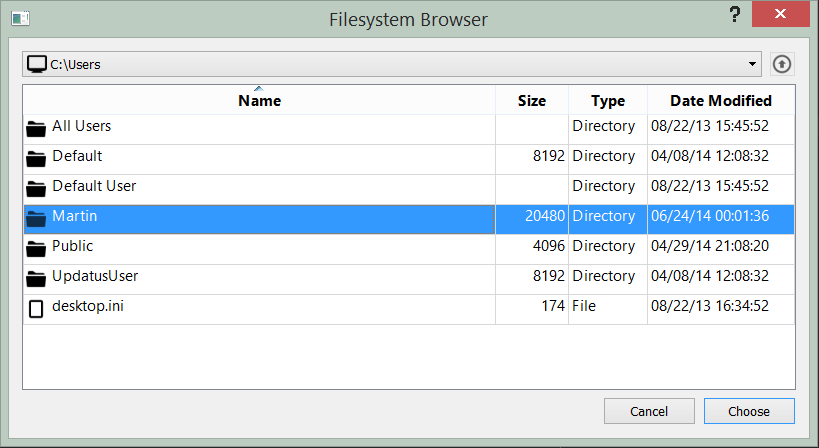 Filesystem Browser ?
C:\Users
Name Size Type Date Modified
All Users Directory 08/22/13 15:45:52
Default 8192 Directory 04/08/14 12:08:32
Default User Directory 08/22/13 15:45:52
Martin 20480 Directory 06/24/14 00:01:36
Public 4096 Directory 04/29/14 21:08:20
UpdatusUser 8192 Directory 04/08/14 12:08:32
desktop.ini 174 File 08/22/13 16:34:52
Cancel Choose